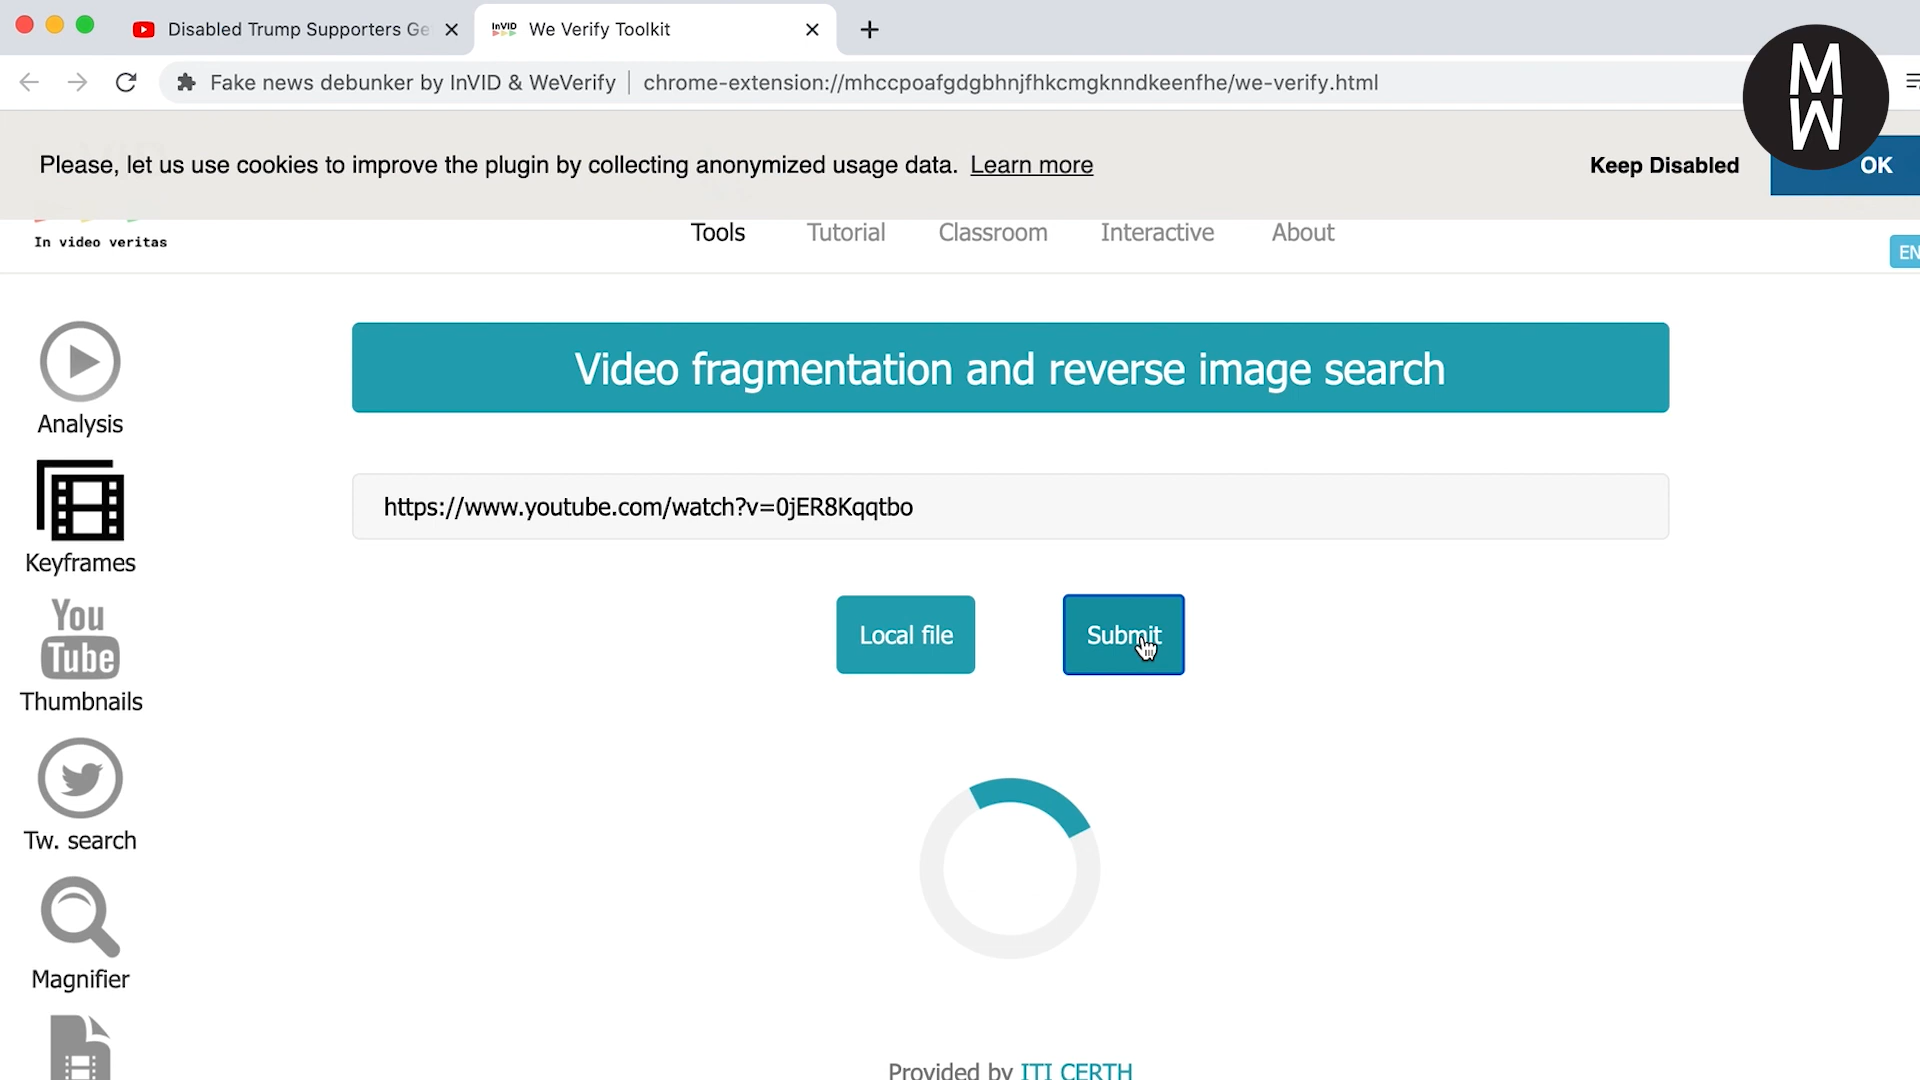 Disabled Trump Supporters Ge
InVID We Verify Toolkit
Fake news debunker by InVID & WeVerify
chrome-extension://mhccpoafgdgbhnjfhkcmgknndkeenfhe/we-verify.html
MW
Please, let us use cookies to improve the plugin by collecting anonymized usage data. Learn more
Keep Disabled
OK
In video veritas
Tools
Tutorial
Classroom
Interactive
About
EN
Video fragmentation and reverse image search
Analysis
https://www.youtube.com/watch?v=0jER8Kqqtbo
Keyframes
Local file
Submit
You
Tube
Thumbnails
Tw. search
Magnifier
Provided by ITI CERTH